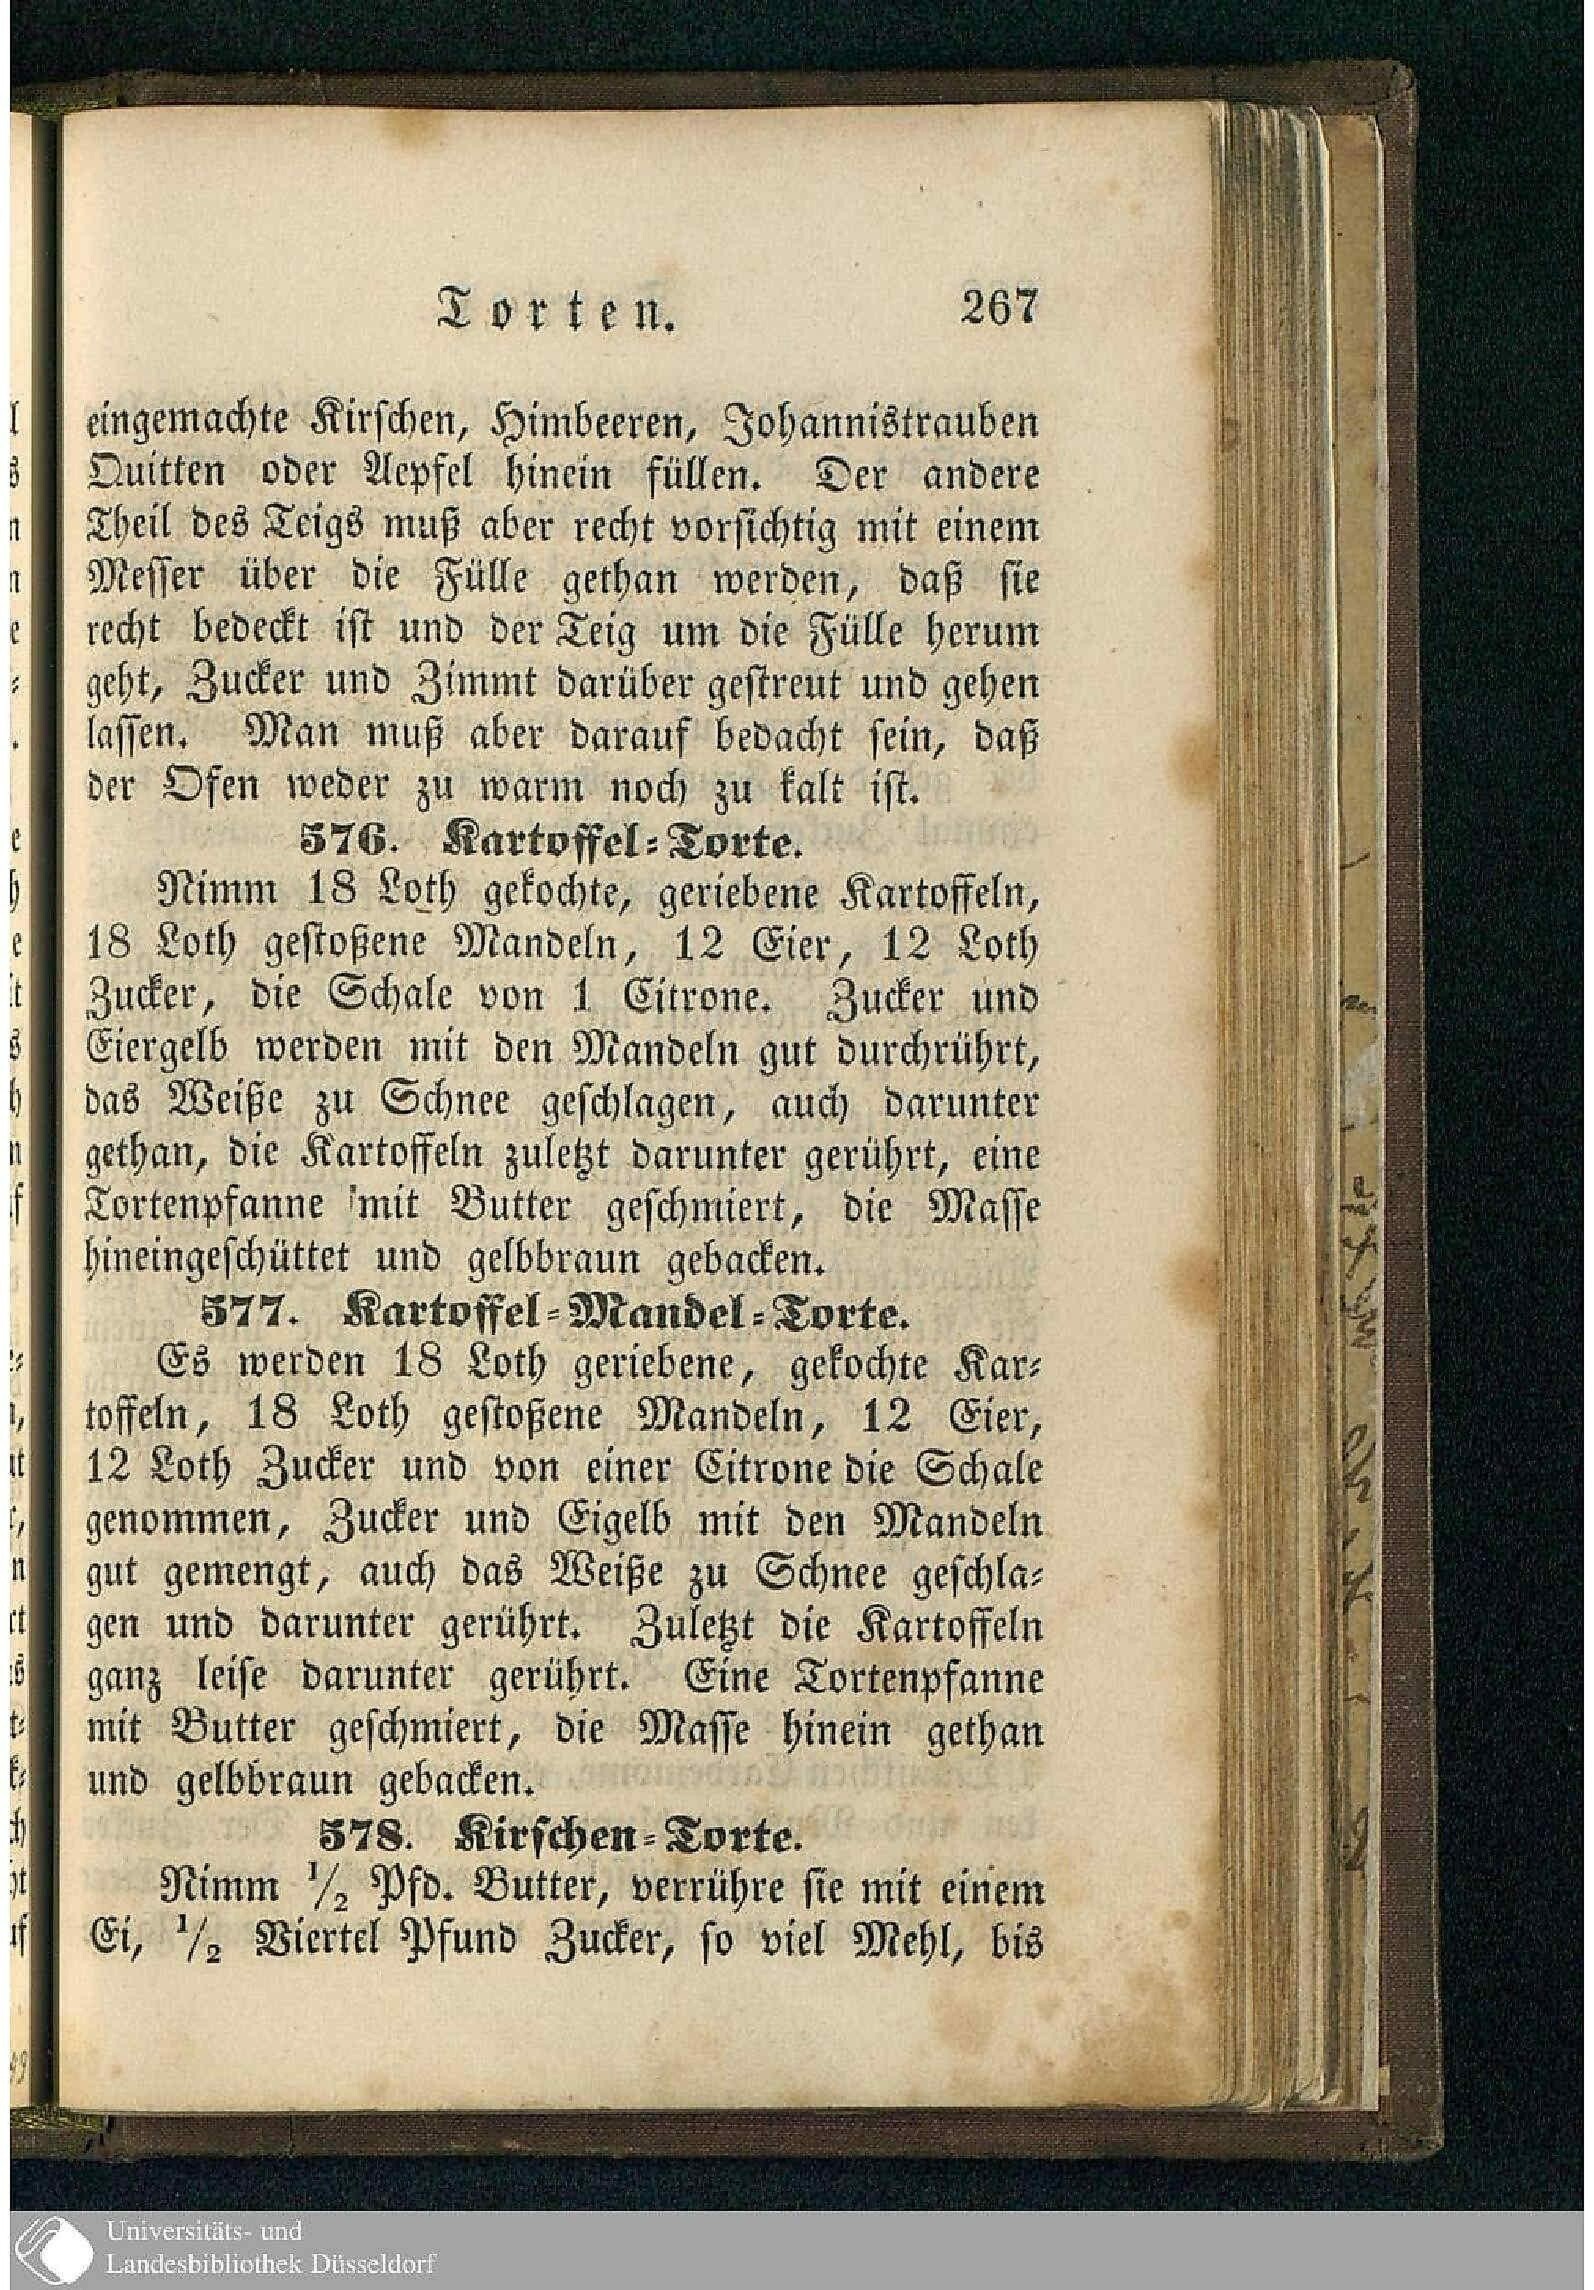 Torten. 267
eingemachte Kirschen, Himbeeren, Johannistrauben
Quitten oder Aepfel hinein füllen. Der andere
Theil des Teigs muß aber recht vorsichtig mit einem
Messer über die Fülle gethan werden, daß sie
recht bedeckt ist und der Teig um die Fülle herum
geht, Zucker und Zimmt darüber gestreut und gehen
lassen. Man muß aber darauf bedacht sein, daß
der Ofen weder zu warm noch zu kalt ist.
576. Kartoffel-Torte.
Nimm 18 Loth gekochte, geriebene Kartoffeln,
18 Loth gestoßene Mandeln, 12 Eier, 12 Loth
Zucker, die Schale von 1 Citrone. Zucker und
Eiergelb werden mit den Mandeln gut durchrührt,
das Weiße zu Schnee geschlagen, auch darunter
gethan, die Kartoffeln zuletzt darunter gerührt, eine
Tortenpfanne mit Butter geschmiert, die Masse
hineingeschüttet und gelbbraun gebacken.
577. Kartoffel-Mandel-Torte.
Es werden 18 Loth geriebene, gekochte Kar-
toffeln, 18 Loth gestoßene Mandeln, 12 Eier,
12 Loth Zucker und von einer Citrone die Schale
genommen, Zucker und Eigelb mit den Mandeln
gut gemengt, auch das Weiße zu Schnee geschla-
gen und darunter gerührt. Zuletzt die Kartoffeln
ganz leise darunter gerührt. Eine Tortenpfanne
mit Butter geschmiert, die Masse hinein gethan
und gelbbraun gebacken.
578. Kirschen-Torte.
Nimm 1/2 Pfd. Butter, verrühre sie mit einem
Ei, 1/2 Viertel Pfund Zucker, so viel Mehl, bis
Universitäts- und
Landesbibliothek Düsseldorf